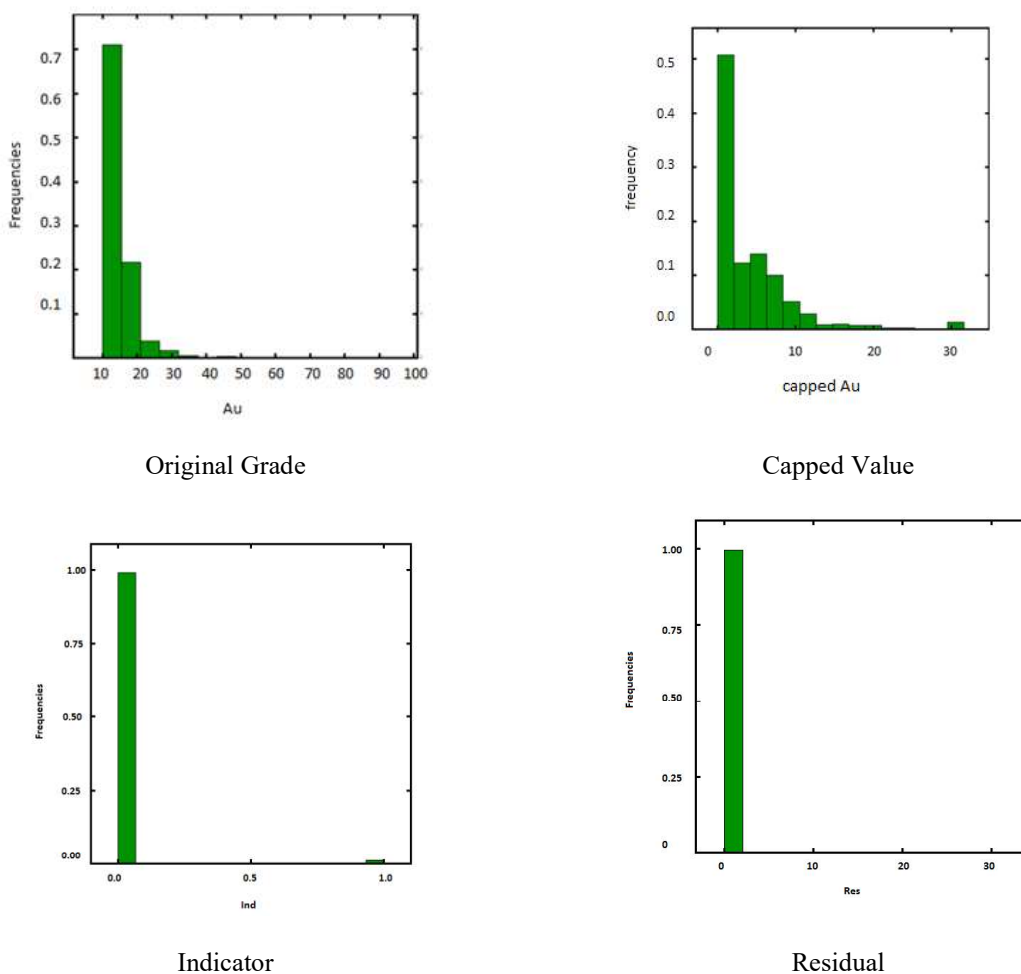 0.7
0.6
0.5
0.4
0.3
0.2
0.1
Frequencies
10 20 30 40 50 60 70 80 90 100
Au
Original Grade
0.5
0.4
0.3
0.2
0.1
0.0
frequency
0 10 20 30
capped Au
Capped Value
1.00
0.75
0.50
0.25
0.00
Frequencies
0.0 0.5 1.0
Ind
Indicator
1.00
0.75
0.50
0.25
0
Frequencies
0 10 20 30
Res
Residual